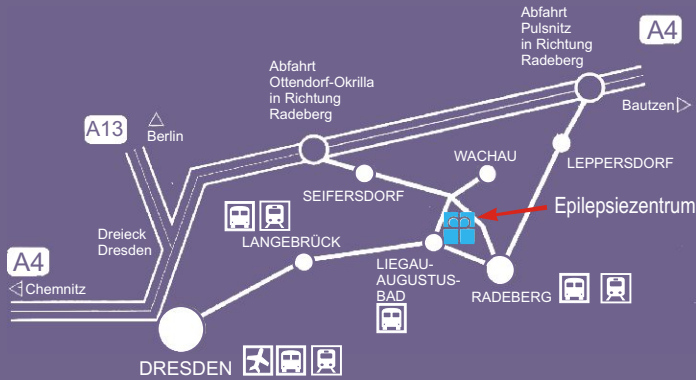 Abfahrt
Pulsnitz
in Richtung
Radeberg
A4
Abfahrt
Ottendorf-Okrilla
in Richtung
Radeberg
Bautzen
A13
Berlin
WACHAU
LEPPERSDORF
SEIFERSDORF
Epilepsiezentrum
Dreieck
Dresden
LANGEBRÜCK
A4
Chemnitz
LIEGAU-
AUGUSTUS-
BAD
RADEBERG
DRESDEN